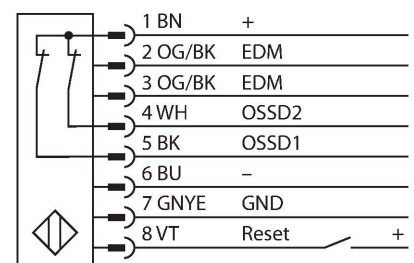 1 BN +
2 OG/BK EDM
3 OG/BK EDM
4 WH OSSD2
5 BK OSSD1
6 BU –
7 GNYE GND
8 VT Reset +